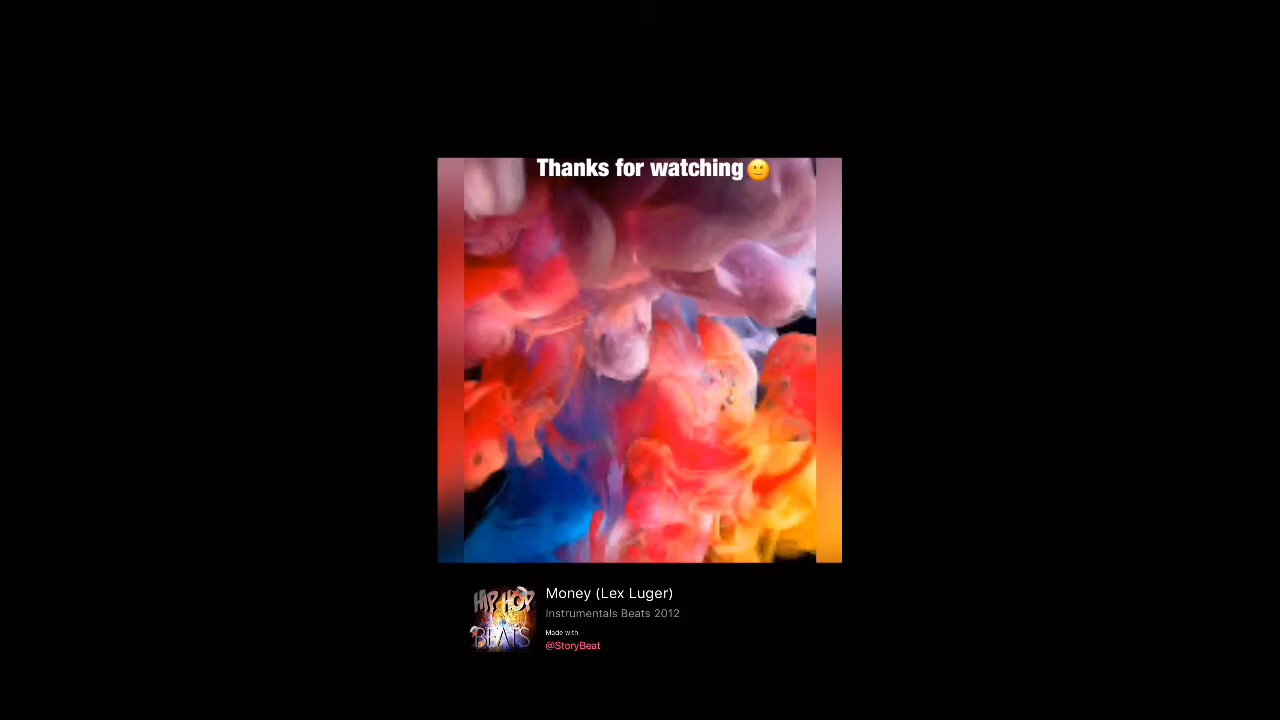 Thanks for watching🙂
HIP HOP
BEATS
Money (Lex Luger)
Instrumentals Beats 2012
Made with
@StoryBeat